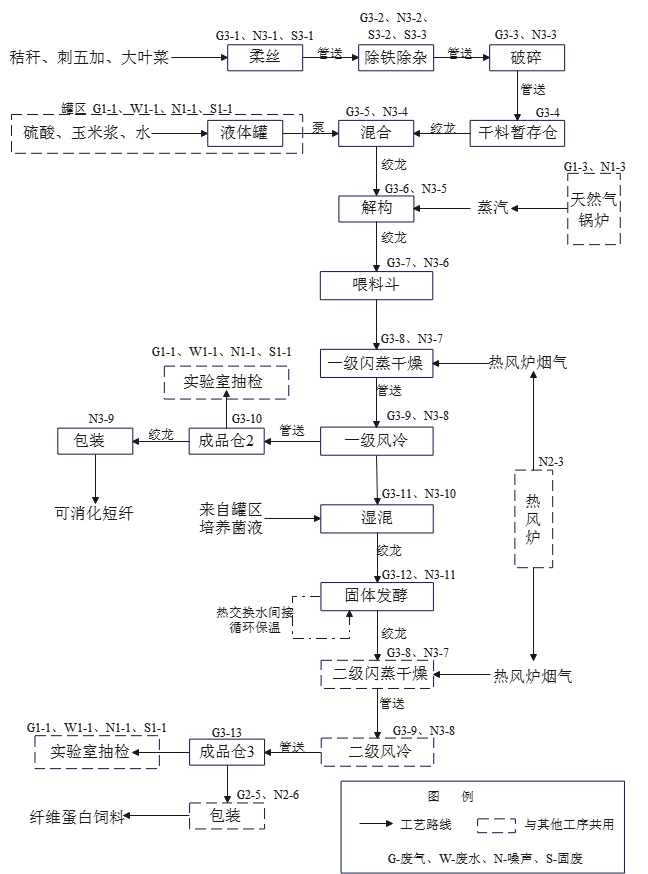 G3-1、N3-1、S3-1
G3-2、N3-2、
S3-2、S3-3
G3-3、N3-3
秸秆、刺五加、大叶菜
柔丝
管送
除铁除杂
管送
破碎
管送
罐区 G1-1、W1-1、N1-1、S1-1
G3-5、N3-4
G3-4
硫酸、玉米浆、水
液体罐
泵
混合
绞龙
干料暂存仓
绞龙
G3-6、N3-5
G1-3、N1-3
解构
蒸汽
天然气
锅炉
绞龙
G3-7、N3-6
喂料斗
G3-8、N3-7
一级闪蒸干燥
热风炉烟气
G1-1、W1-1、N1-1、S1-1
实验室抽检
管送
N3-9
G3-10
G3-9、N3-8
包装
绞龙
成品仓2
管送
一级风冷
N2-3
热
风
炉
可消化短纤
来自罐区
培养菌液
G3-11、N3-10
湿混
绞龙
G3-12、N3-11
固体发酵
热交换水间接
循环保温
绞龙
G3-8、N3-7
二级闪蒸干燥
热风炉烟气
管送
G1-1、W1-1、N1-1、S1-1
G3-13
G3-9、N3-8
实验室抽检
成品仓3
管送
二级风冷
G2-5、N2-6
纤维蛋白饲料
包装
图 例
工艺路线
与其他工序共用
G-废气、W-废水、N-噪声、S-固废